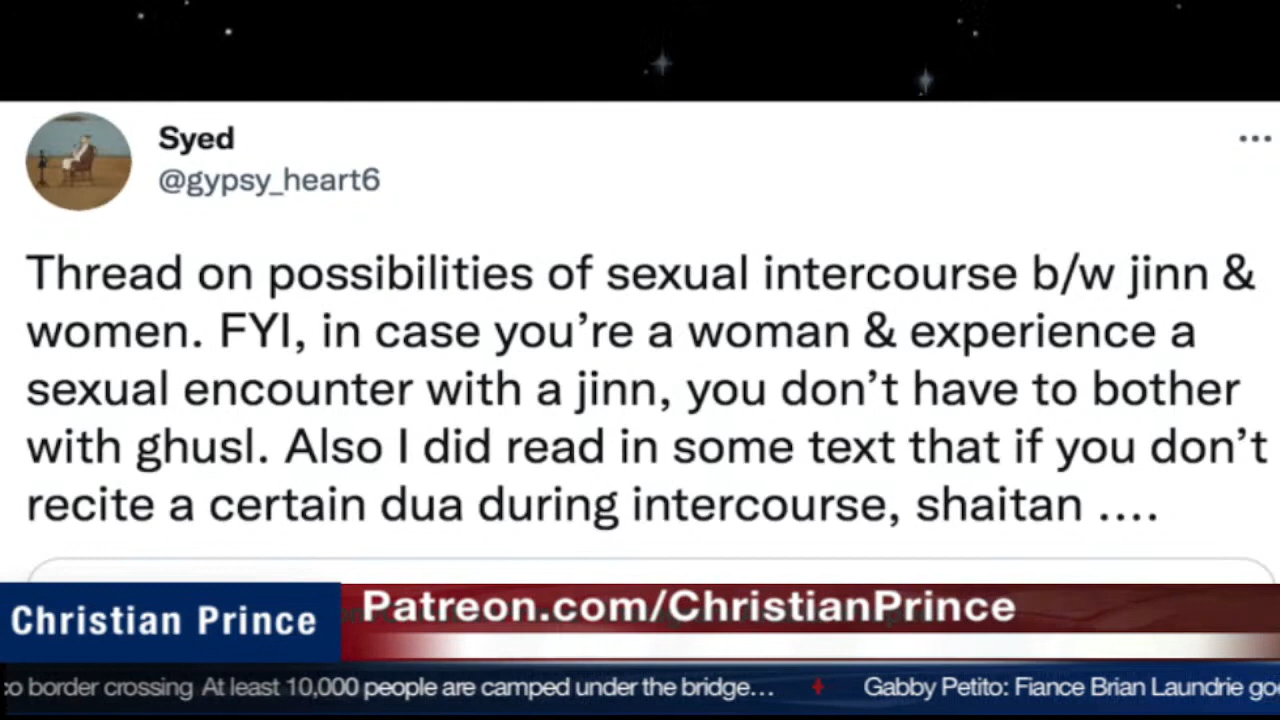 Syed
@gypsy_heart6
Thread on possibilities of sexual intercourse b/w jinn &
women. FYI, in case you’re a woman & experience a
sexual encounter with a jinn, you don’t have to bother
with ghusl. Also I did read in some text that if you don’t
recite a certain dua during intercourse, shaitan ....
Christian Prince
Patreon.com/ChristianPrince
border crossing At least 10,000 people are camped under the bridge... Gabby Petito: Fiance Brian Laundrie